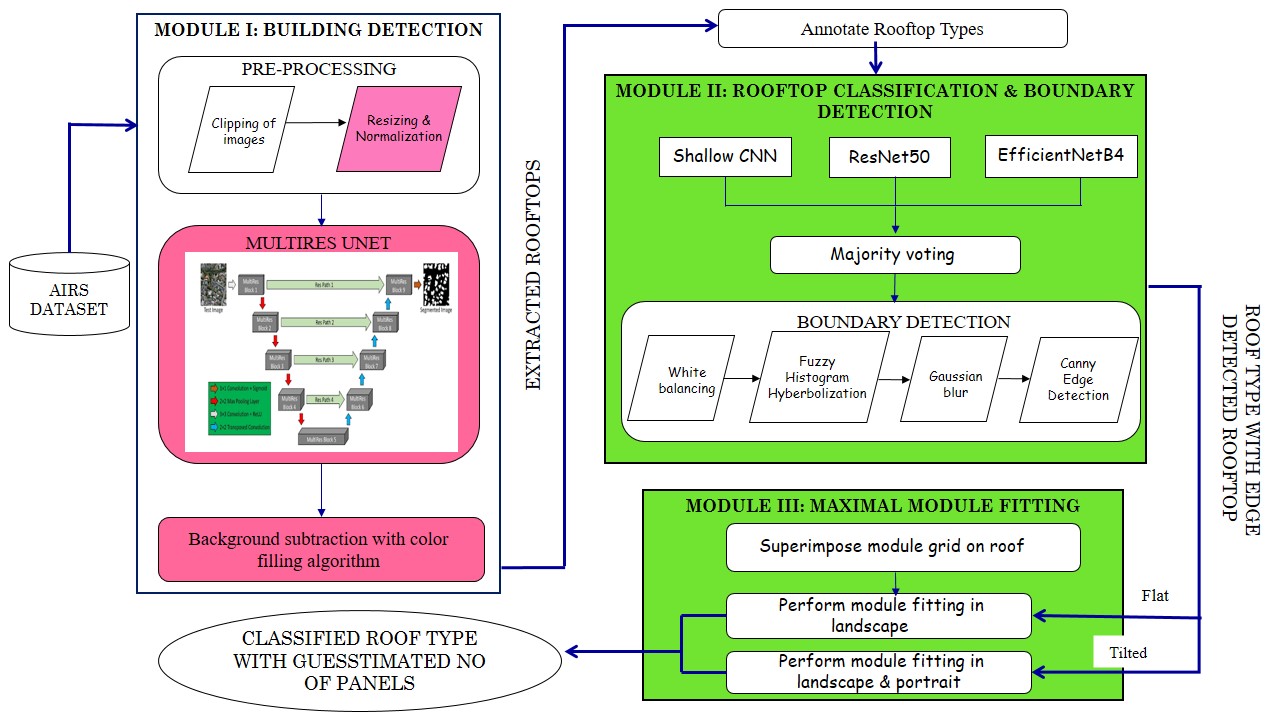 MODULE I: BUILDING DETECTION
PRE-PROCESSING
Clipping of
images
Resizing &
Normalization
AIRS
DATASET
MULTIRES UNET
Test Image
MultiRes
Block 1
Res Path 1
MultiRes
Block 9
Segmented Image
MultiRes
Block 2
Res Path 2
MultiRes
Block 8
MultiRes
Block 3
Res Path 3
MultiRes
Block 7
MultiRes
Block 4
Res Path 4
MultiRes
Block 6
MultiRes Block 5
1×1 Convolution + Sigmoid
2×2 Max Pooling Layer
3×3 Convolution + ReLU
2×2 Transposed Convolution
Background subtraction with color
filling algorithm
EXTRACTED ROOFTOPS
Annotate Rooftop Types
MODULE II: ROOFTOP CLASSIFICATION & BOUNDARY
DETECTION
Shallow CNN
ResNet50
EfficientNetB4
Majority voting
BOUNDARY DETECTION
White
balancing
Fuzzy
Histogram
Hyberbolization
Gaussian
blur
Canny
Edge
Detection
ROOF TYPE WITH EDGE
DETECTED ROOFTOP
MODULE III: MAXIMAL MODULE FITTING
Superimpose module grid on roof
Perform module fitting in
landscape
Flat
Perform module fitting in
landscape & portrait
Tilted
CLASSIFIED ROOF TYPE
WITH GUESSTIMATED NO
OF PANELS